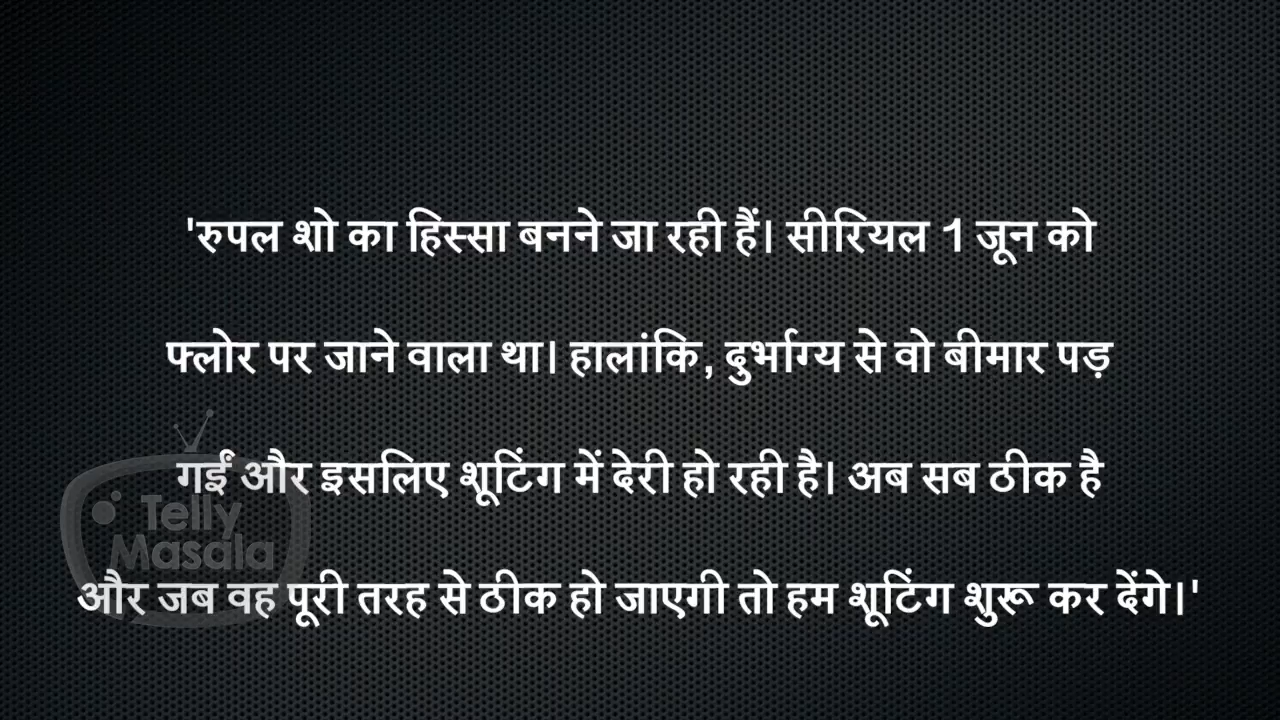 'रुपल शो का हिस्सा बनने जा रही हैं। सीरियल 1 जून को
फ्लोर पर जाने वाला था। हालांकि, दुर्भाग्य से वो बीमार पड़
गईं और इसलिए शूटिंग में देरी हो रही है। अब सब ठीक है
और जब वह पूरी तरह से ठीक हो जाएगी तो हम शूटिंग शुरू कर देंगे।'
Telly
Masala